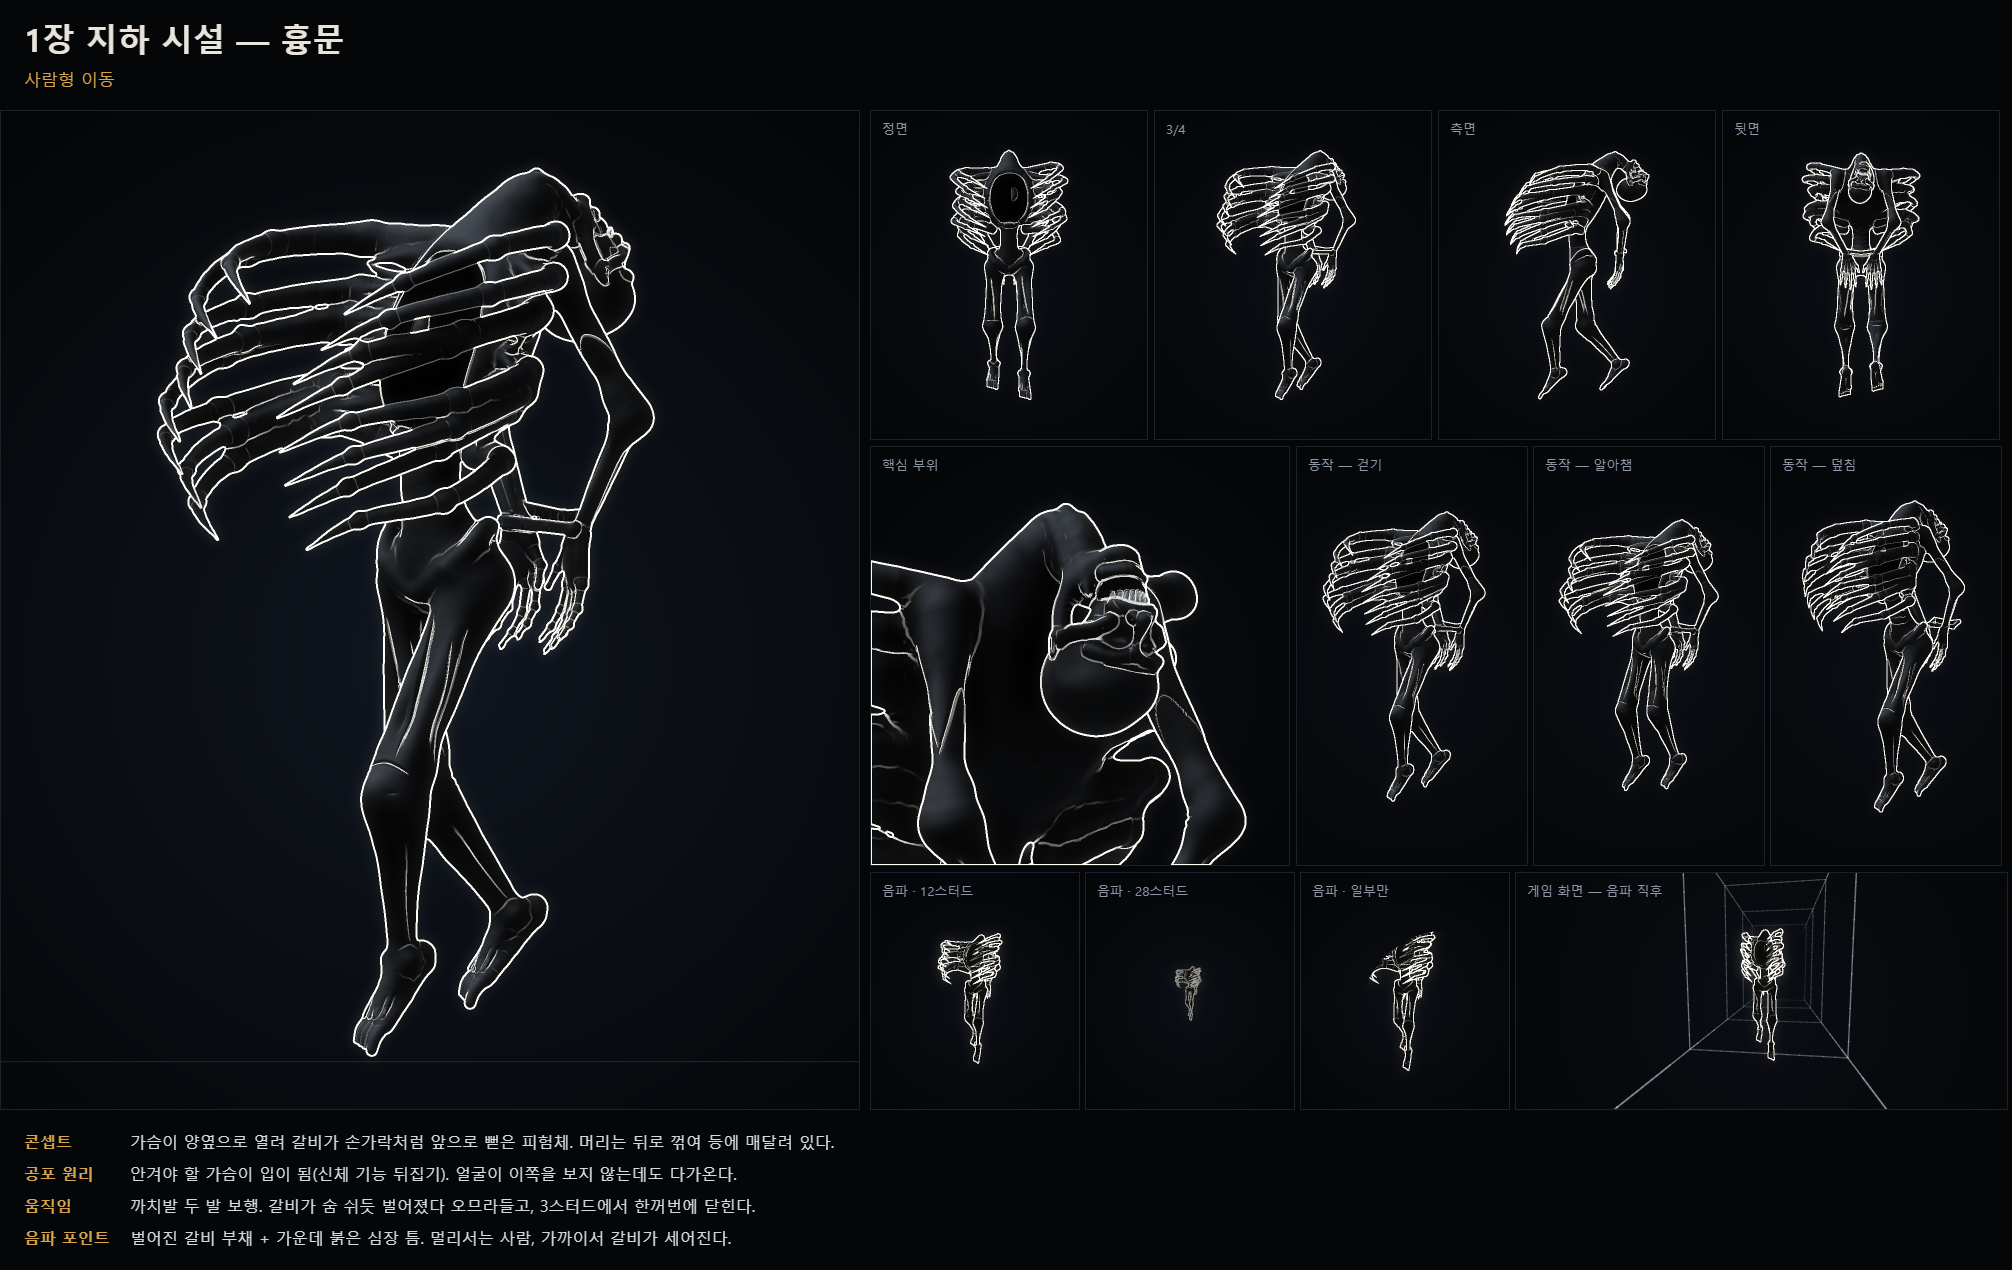 1장 지하 시설 — 흉문
사람형 이동
정면
3/4
측면
뒷면
핵심 부위
동작 — 걷기
동작 — 알아챔
동작 — 덮침
음파 · 12스터드
음파 · 28스터드
음파 · 일부만
게임 화면 — 음파 직후
콘셉트 가슴이 양옆으로 열려 갈비가 손가락처럼 앞으로 뻗은 피험체. 머리는 뒤로 꺾여 등에 매달려 있다.
공포 원리 안겨야 할 가슴이 입이 됨(신체 기능 뒤집기). 얼굴이 이쪽을 보지 않는데도 다가온다.
움직임 까치발 두 발 보행. 갈비가 숨 쉬듯 벌어졌다 오므라들고, 3스터드에서 한꺼번에 닫힌다.
음파 포인트 벌어진 갈비 부채 + 가운데 붉은 심장 틈. 멀리서는 사람, 가까이서 갈비가 세어진다.